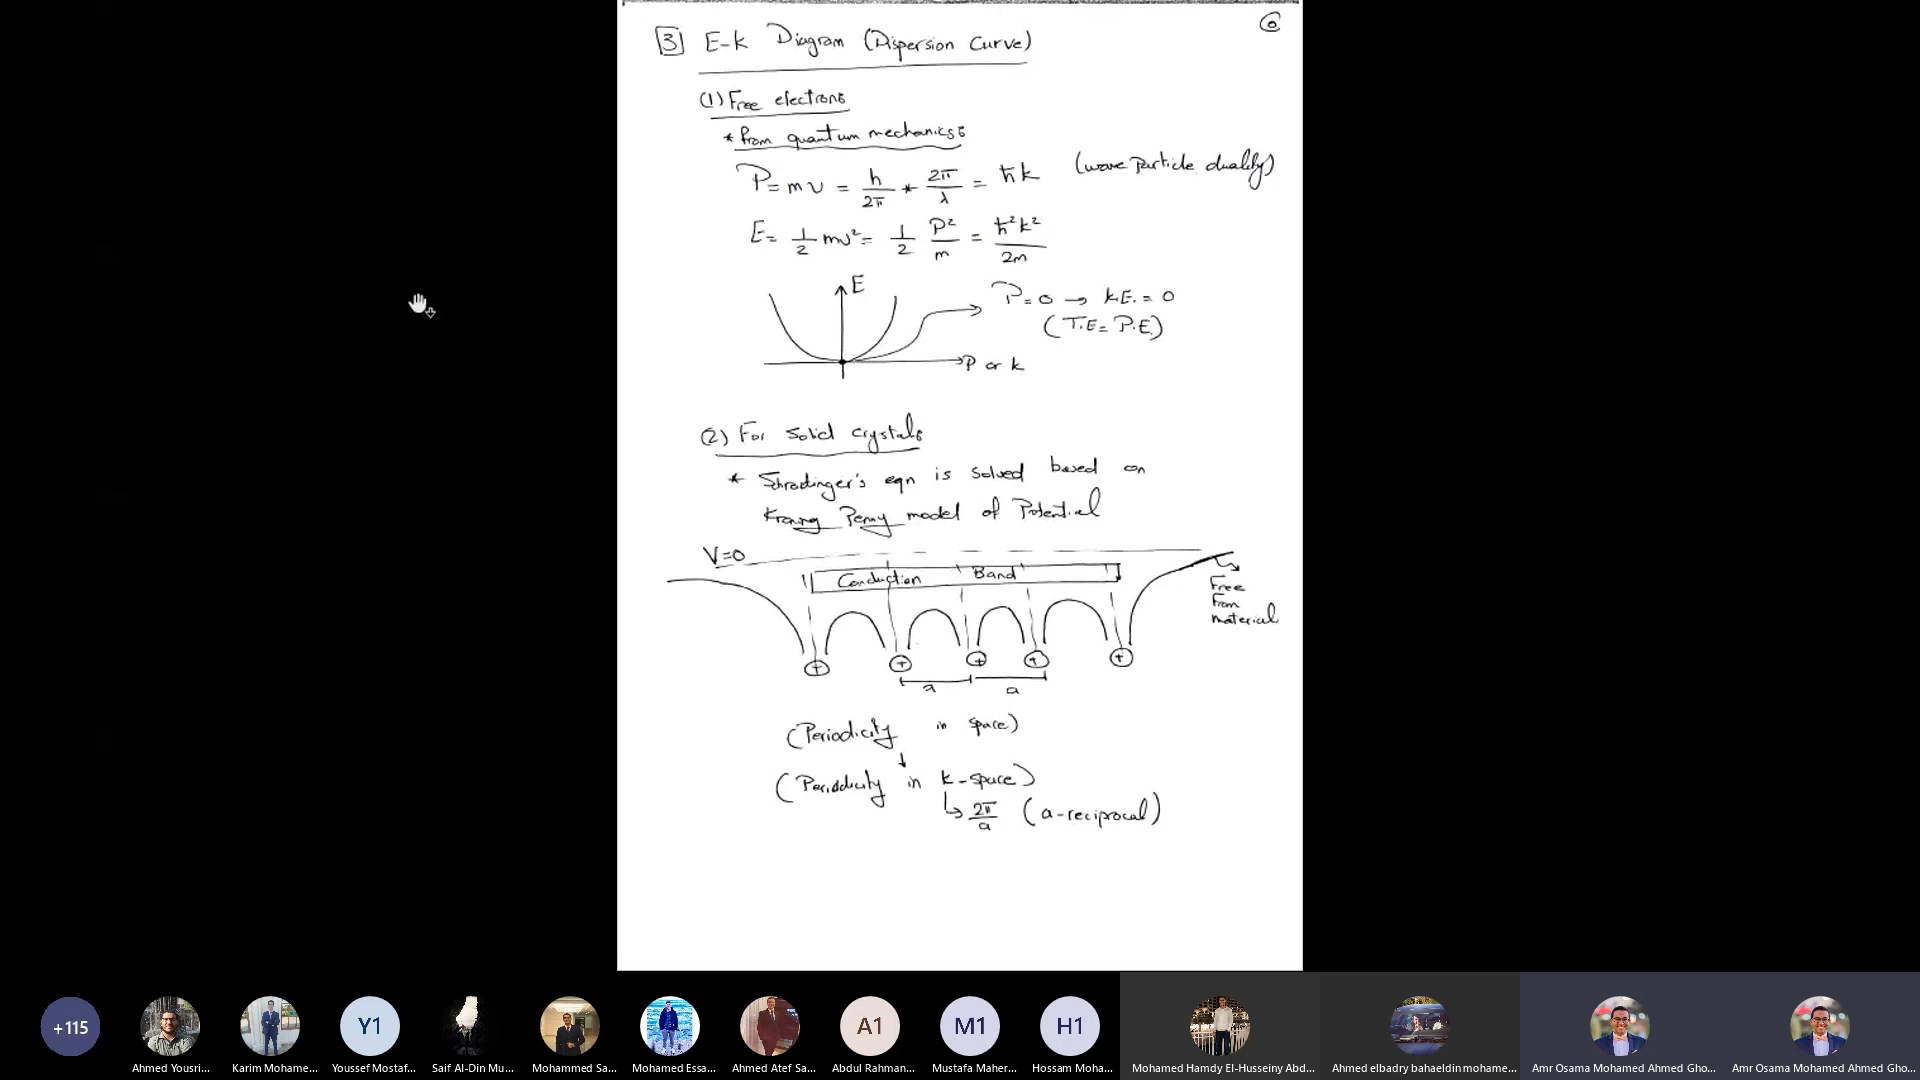 6
[3] E-k Diagram (Dispersion Curve)
(1) Free electrons
* from quantum mechanics:
P = mv = h/2π * 2π/λ = ħk (wave particle duality)
E = 1/2 mv² = 1/2 P²/m = ħ²k²/2m
E
P=0 → k.E. = 0
(T.E = P.E)
P or k
(2) For Solid crystals
* Shrodinger's eqn is solved based on
Kronig Penny model of Potential
V=0
Conduction Band
Free
From
material
+ + + + +
a a
(Periodicity in space)
↓
(Periodicity in k-space)
↳ 2π/a (a-reciprocal)
+115 Y1 A1 M1 H1
Ahmed Yousri... Karim Mohame... Youssef Mostaf... Saif Al-Din Mu... Mohammed Sa... Mohamed Essa... Ahmed Atef Sa... Abdul Rahman... Mustafa Maher... Hossam Moha... Mohamed Hamdy El-Husseiny Abd... Ahmed elbadry bahaeldin mohame... Amr Osama Mohamed Ahmed Gho... Amr Osama Mohamed Ahmed Gho...